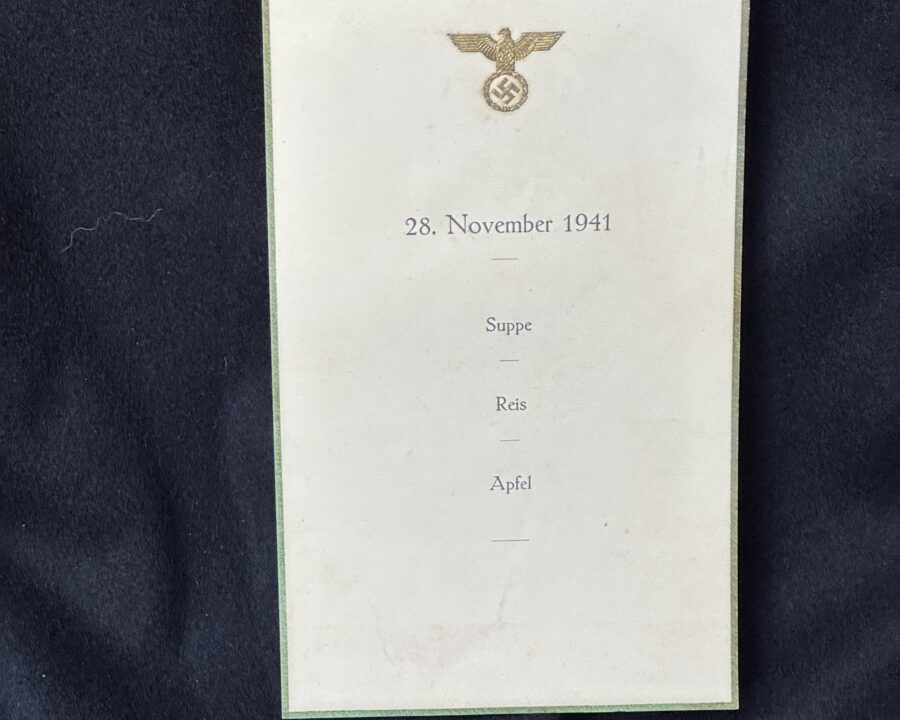 28. November 1941
Suppe
Reis
Apfel